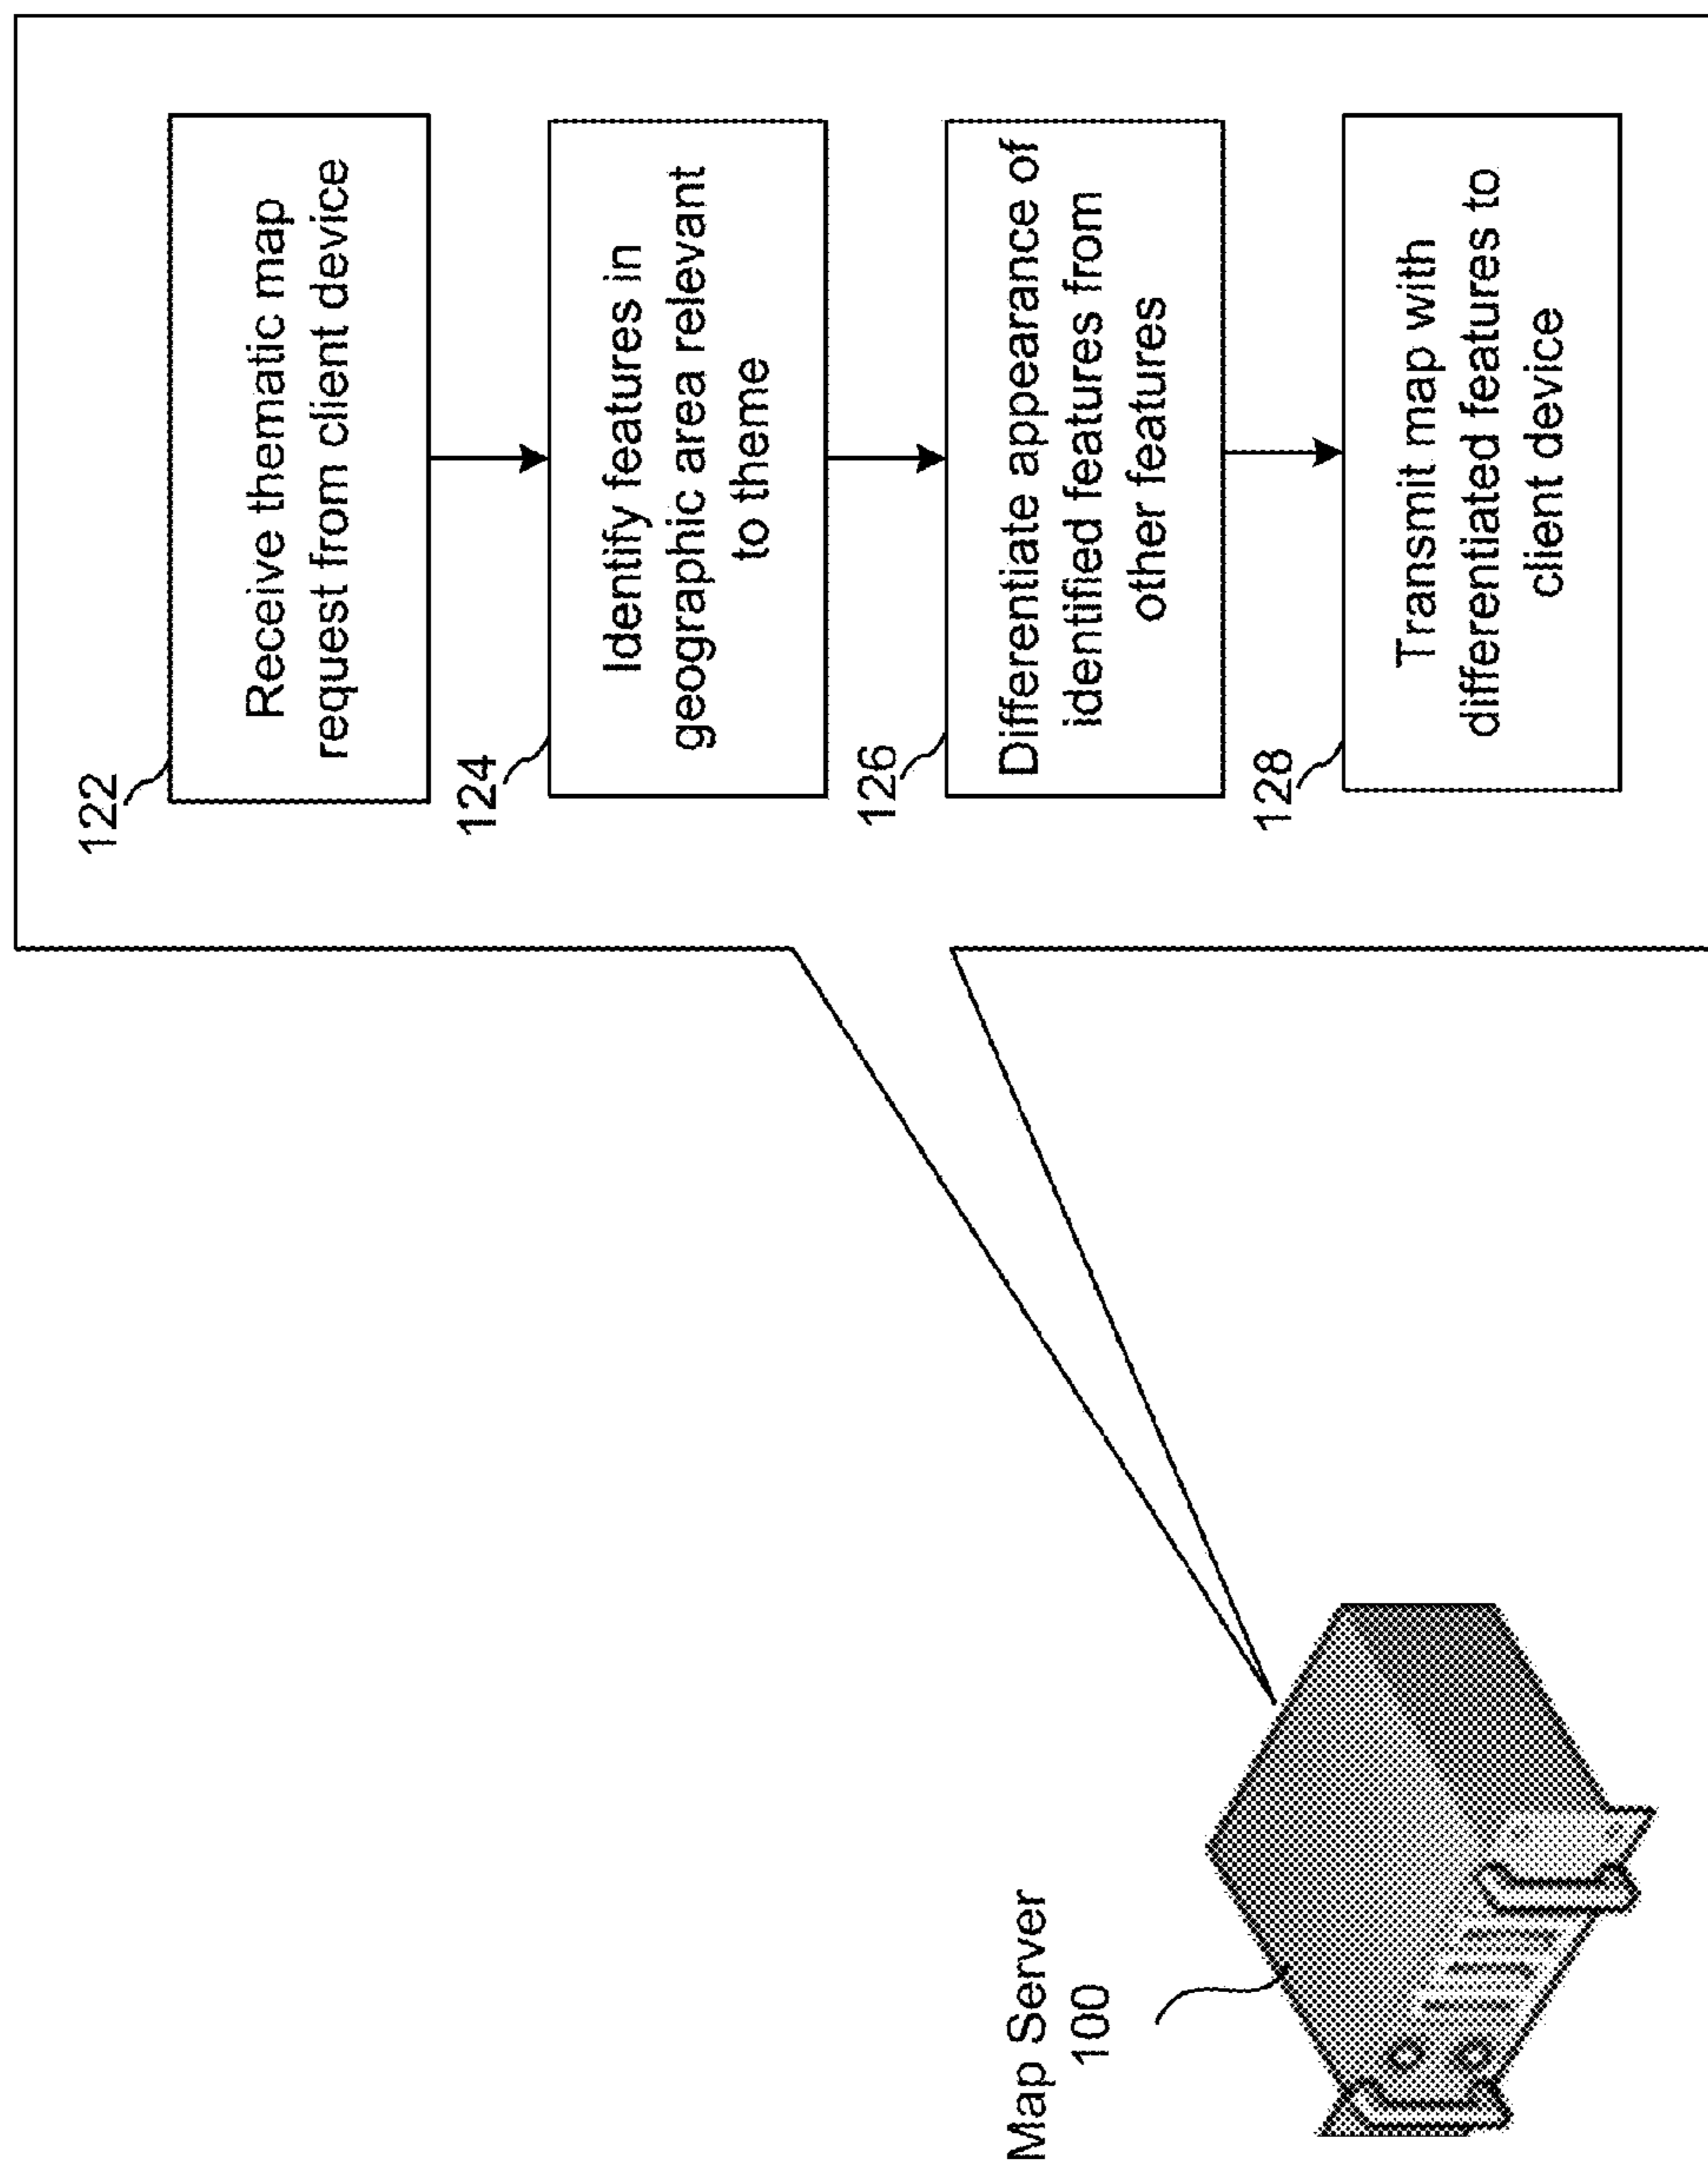 Map Server
100
122
Receive thematic map
request from client device
124
Identify features in
geographic area relevant
to theme
126
Differentiate appearance of
identified features from
other features
128
Transmit map with
differentiated features to
client device